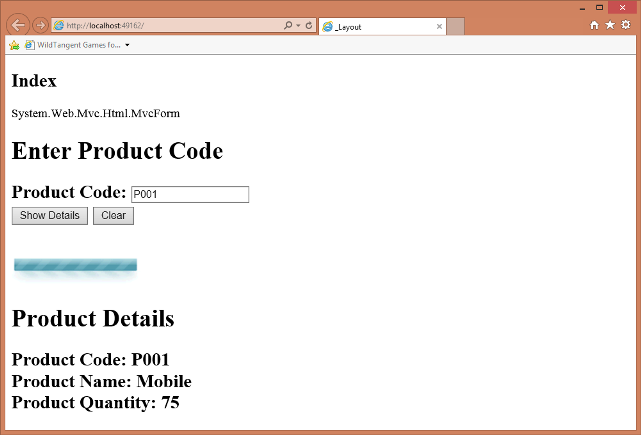 http://localhost:49162/
_Layout
WildTangent Games fo...
Index
System.Web.Mvc.Html.MvcForm
Enter Product Code
Product Code: P001
Show Details Clear
Product Details
Product Code: P001
Product Name: Mobile
Product Quantity: 75